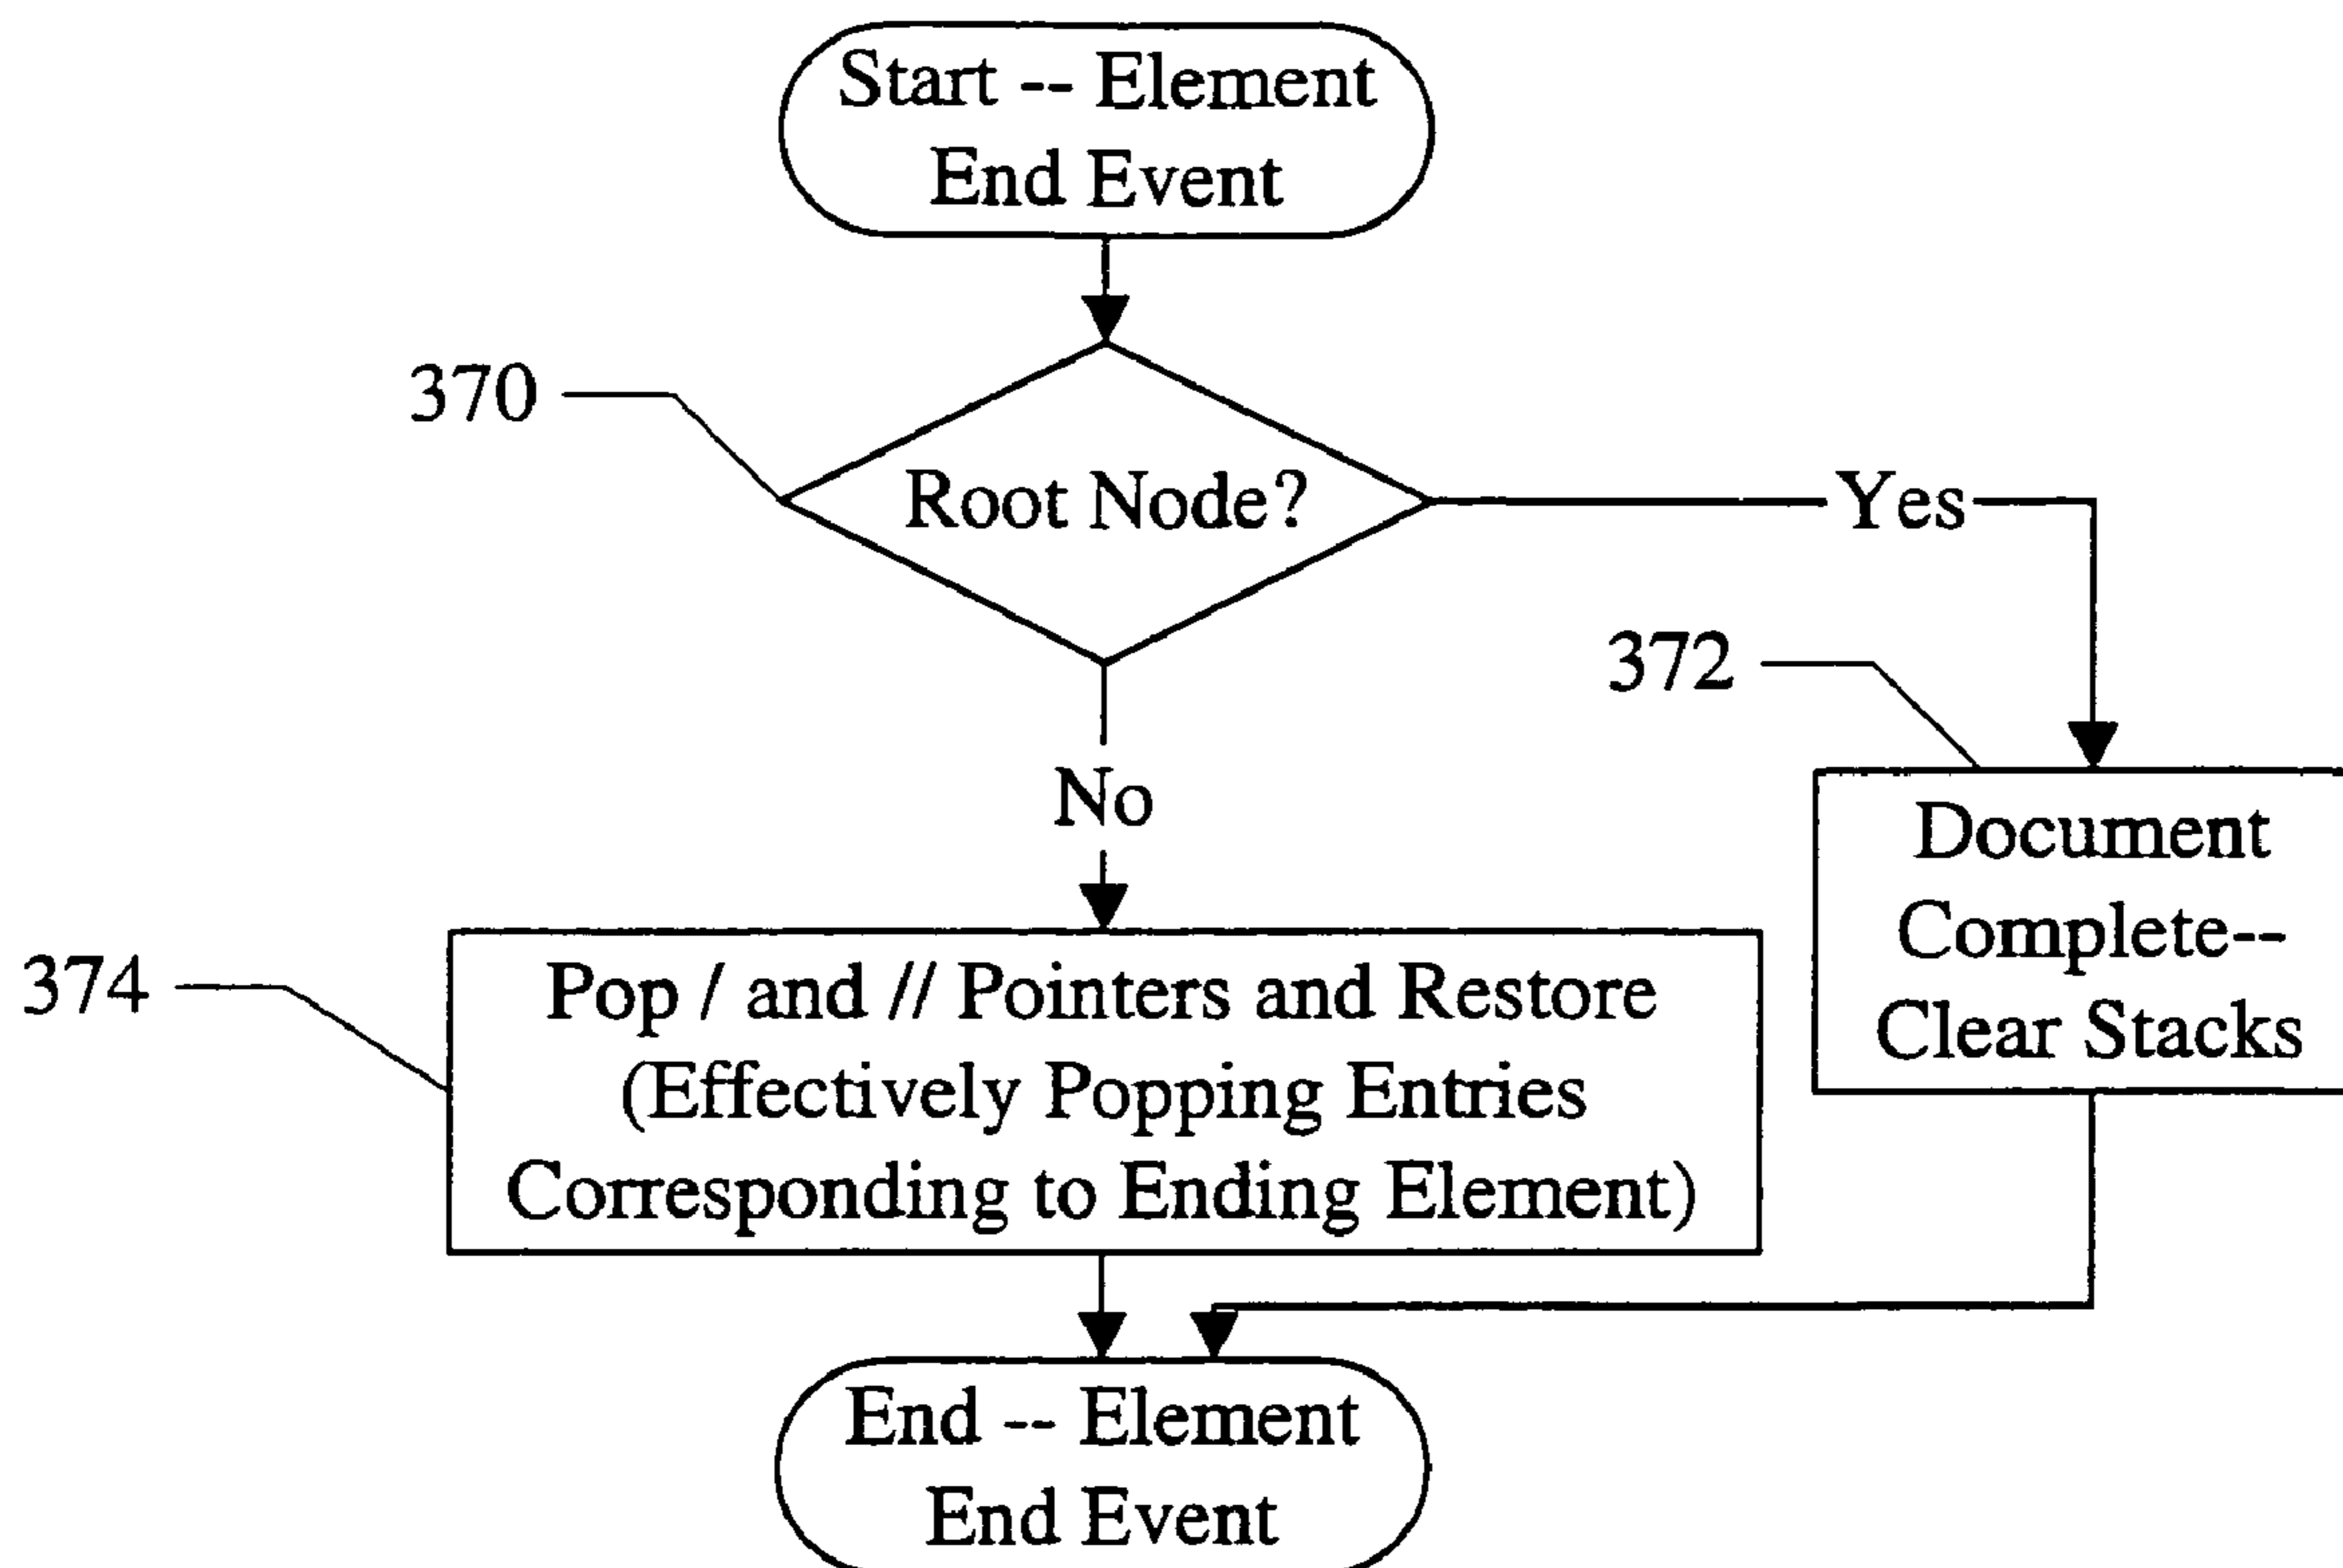 Start -- Element
End Event
370
Root Node?
Yes
372
No
Document
Complete--
Clear Stacks
374
Pop / and // Pointers and Restore
(Effectively Popping Entries
Corresponding to Ending Element)
End -- Element
End Event